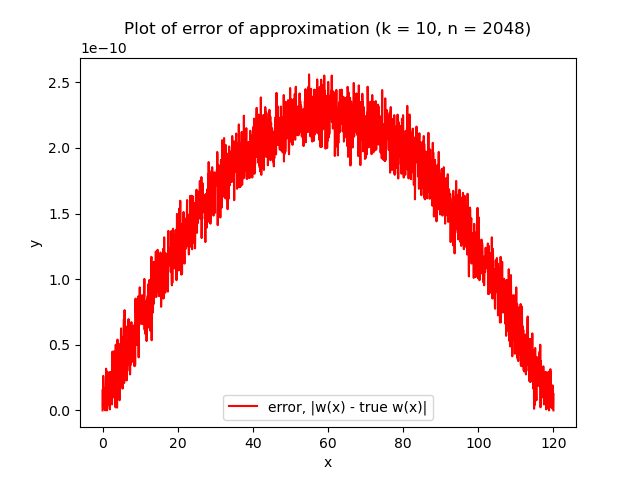 Plot of error of approximation (k = 10, n = 2048)
1e−10
2.5
2.0
1.5
1.0
0.5
0.0
y
error, |w(x) - true w(x)|
0 20 40 60 80 100 120
x